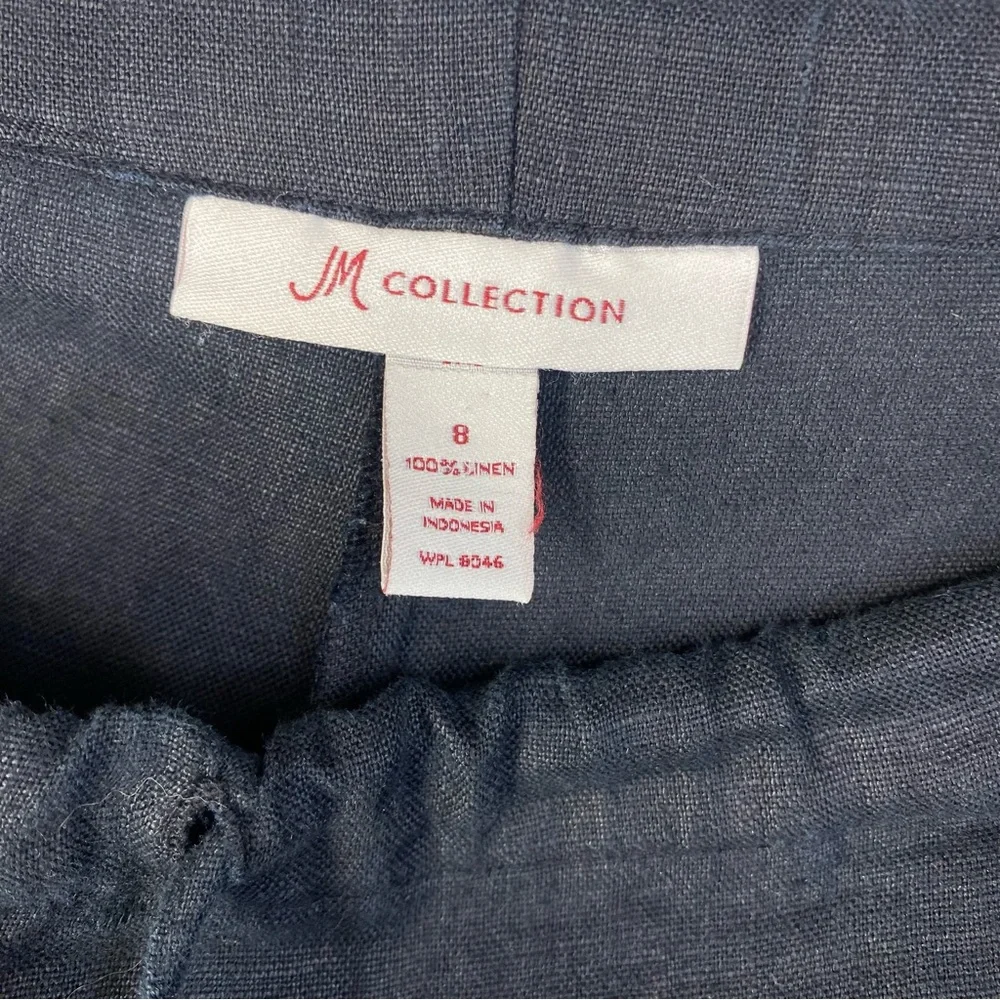 JM COLLECTION
8
100% LINEN
MADE IN
INDONESIA
WPL 8046